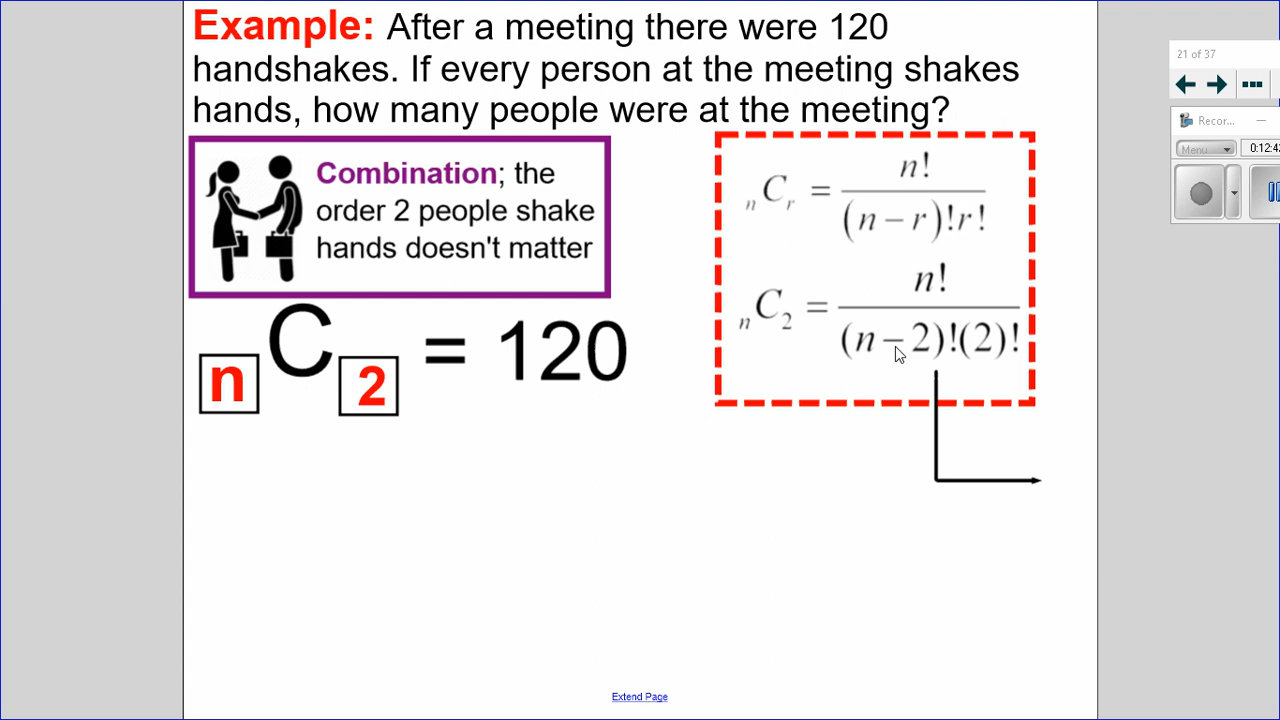 Example: After a meeting there were 120
handshakes. If every person at the meeting shakes
hands, how many people were at the meeting?
Combination; the
order 2 people shake
hands doesn't matter
nCr = n! / (n − r)!r!
nC2 = n! / (n − 2)!(2)!
n C 2 = 120
Extend Page
21 of 37
Recor...
Menu
0:12:42